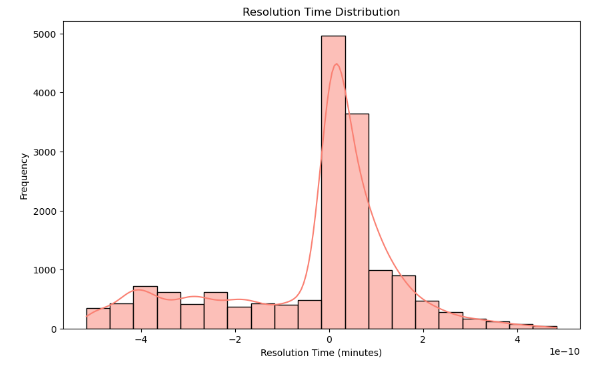 Resolution Time Distribution
5000
4000
3000
2000
1000
0
Frequency
−4
−2
0
2
4
1e−10
Resolution Time (minutes)